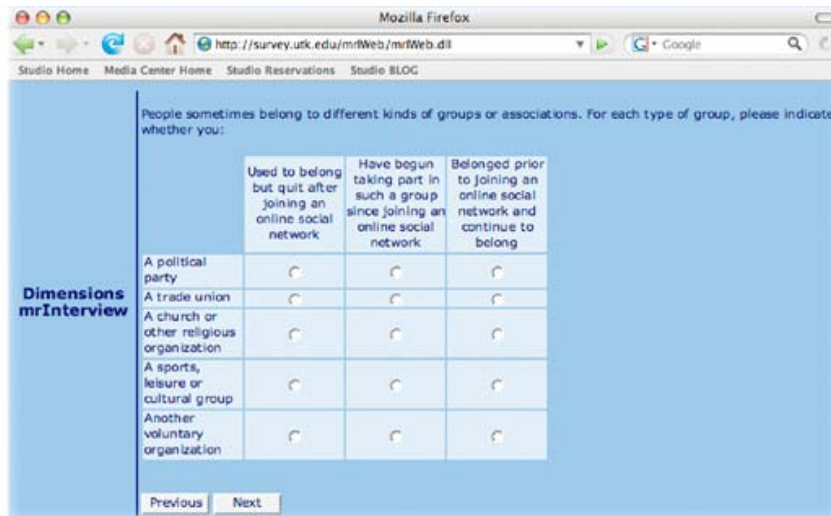 Mozilla Firefox
http://survey.utk.edu/mrIWeb/mrIWeb.dll
Google
Studio Home Media Center Home Studio Reservations Studio BLOG
People sometimes belong to different kinds of groups or associations. For each type of group, please indicate
whether you:
Used to belong
but quit after
joining an
online social
network
Have begun
taking part in
such a group
since joining an
online social
network
Belonged prior
to joining an
online social
network and
continue to
belong
Dimensions
mrInterview
A political
party
A trade union
A church or
other religious
organization
A sports,
leisure or
cultural group
Another
voluntary
organization
Previous
Next